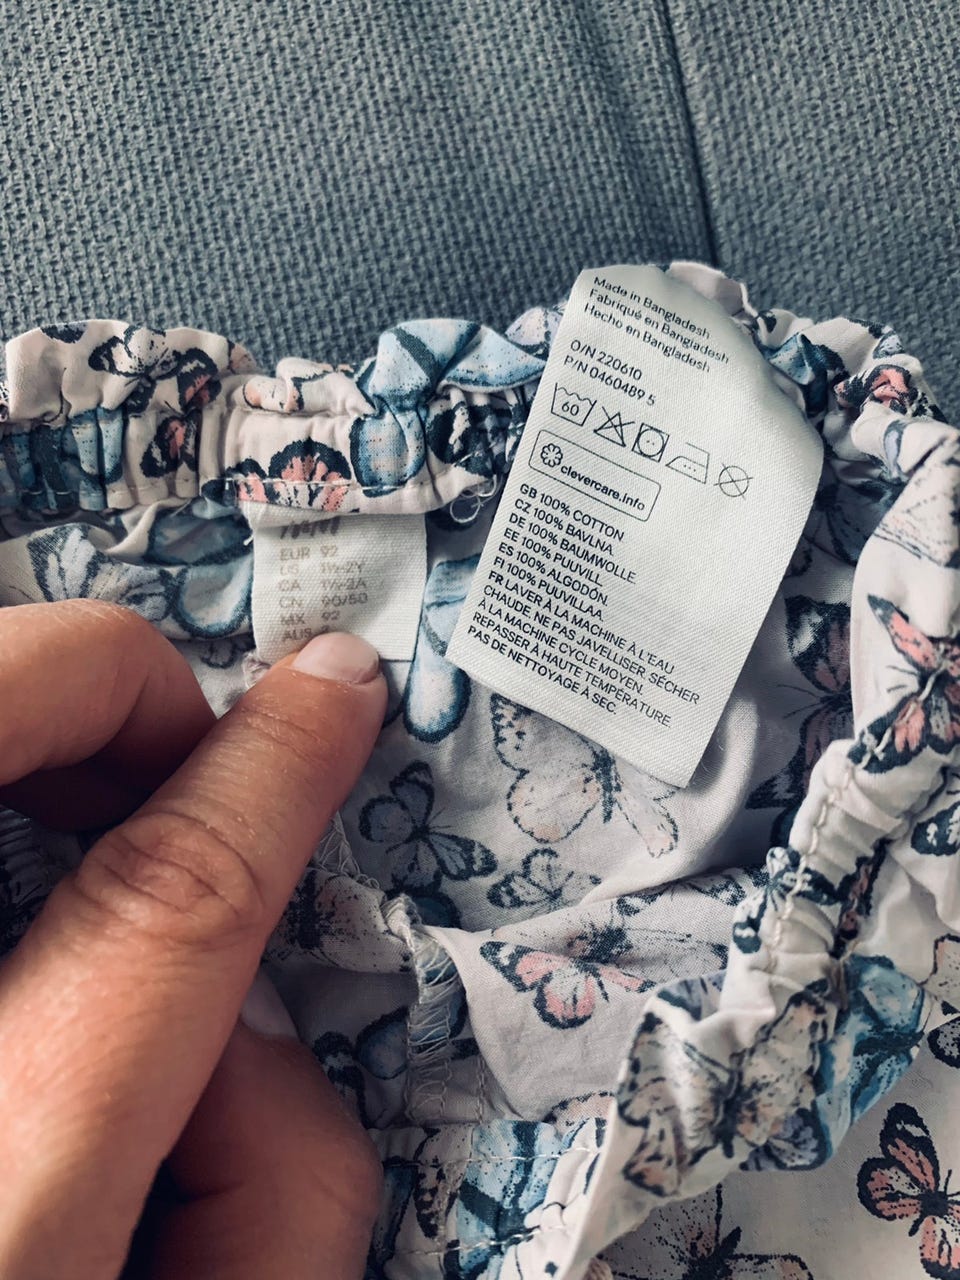 H&M
EUR 92
US 1½-2Y
CA 1½-2A
CN 90/50
MX 92
AUS
Made in Bangladesh
Fabriqué en Bangladesh
Hecho en Bangladesh
O/N 220610
P/N 0460489 5
60
clevercare.info
GB 100% COTTON
CZ 100% BAVLNA
DE 100% BAUMWOLLE
EE 100% PUUVILL
ES 100% ALGODÓN
FI 100% PUUVILLAA.
FR LAVER À LA MACHINE À L'EAU
CHAUDE. NE PAS JAVELLISER. SÉCHER
À LA MACHINE CYCLE MOYEN.
REPASSER À HAUTE TEMPÉRATURE.
PAS DE NETTOYAGE À SEC.